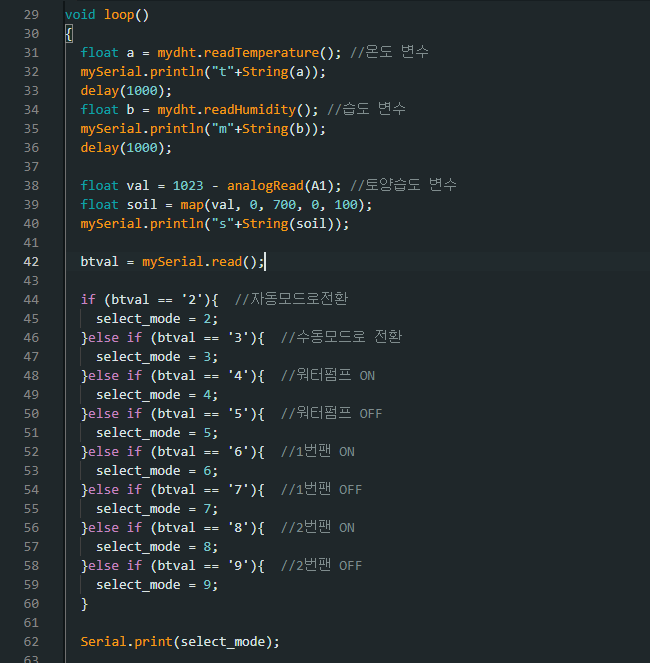 29 void loop()
30 {
31 float a = mydht.readTemperature(); //온도 변수
32 mySerial.println("t"+String(a));
33 delay(1000);
34 float b = mydht.readHumidity(); //습도 변수
35 mySerial.println("m"+String(b));
36 delay(1000);
37
38 float val = 1023 - analogRead(A1); //토양습도 변수
39 float soil = map(val, 0, 700, 0, 100);
40 mySerial.println("s"+String(soil));
41
42 btval = mySerial.read();
43
44 if (btval == '2'){ //자동모드로전환
45 select_mode = 2;
46 }else if (btval == '3'){ //수동모드로 전환
47 select_mode = 3;
48 }else if (btval == '4'){ //워터펌프 ON
49 select_mode = 4;
50 }else if (btval == '5'){ //워터펌프 OFF
51 select_mode = 5;
52 }else if (btval == '6'){ //1번팬 ON
53 select_mode = 6;
54 }else if (btval == '7'){ //1번팬 OFF
55 select_mode = 7;
56 }else if (btval == '8'){ //2번팬 ON
57 select_mode = 8;
58 }else if (btval == '9'){ //2번팬 OFF
59 select_mode = 9;
60 }
61
62 Serial.print(select_mode);
63